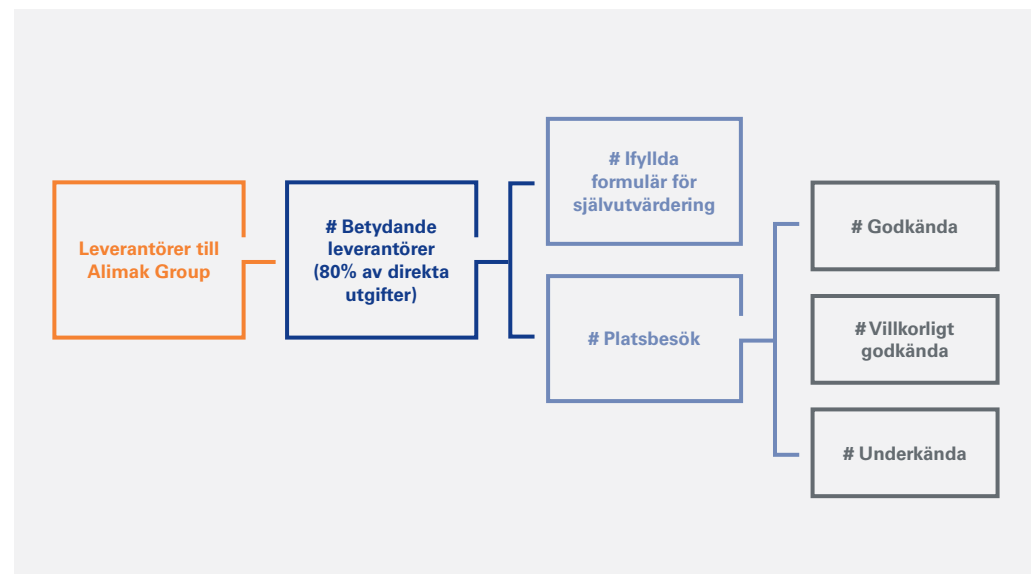 Leverantörer till
Alimak Group
# Betydande
leverantörer
(80% av direkta
utgifter)
# Ifyllda
formulär för
självutvärdering
# Platsbesök
# Godkända
# Villkorligt
godkända
# Underkända